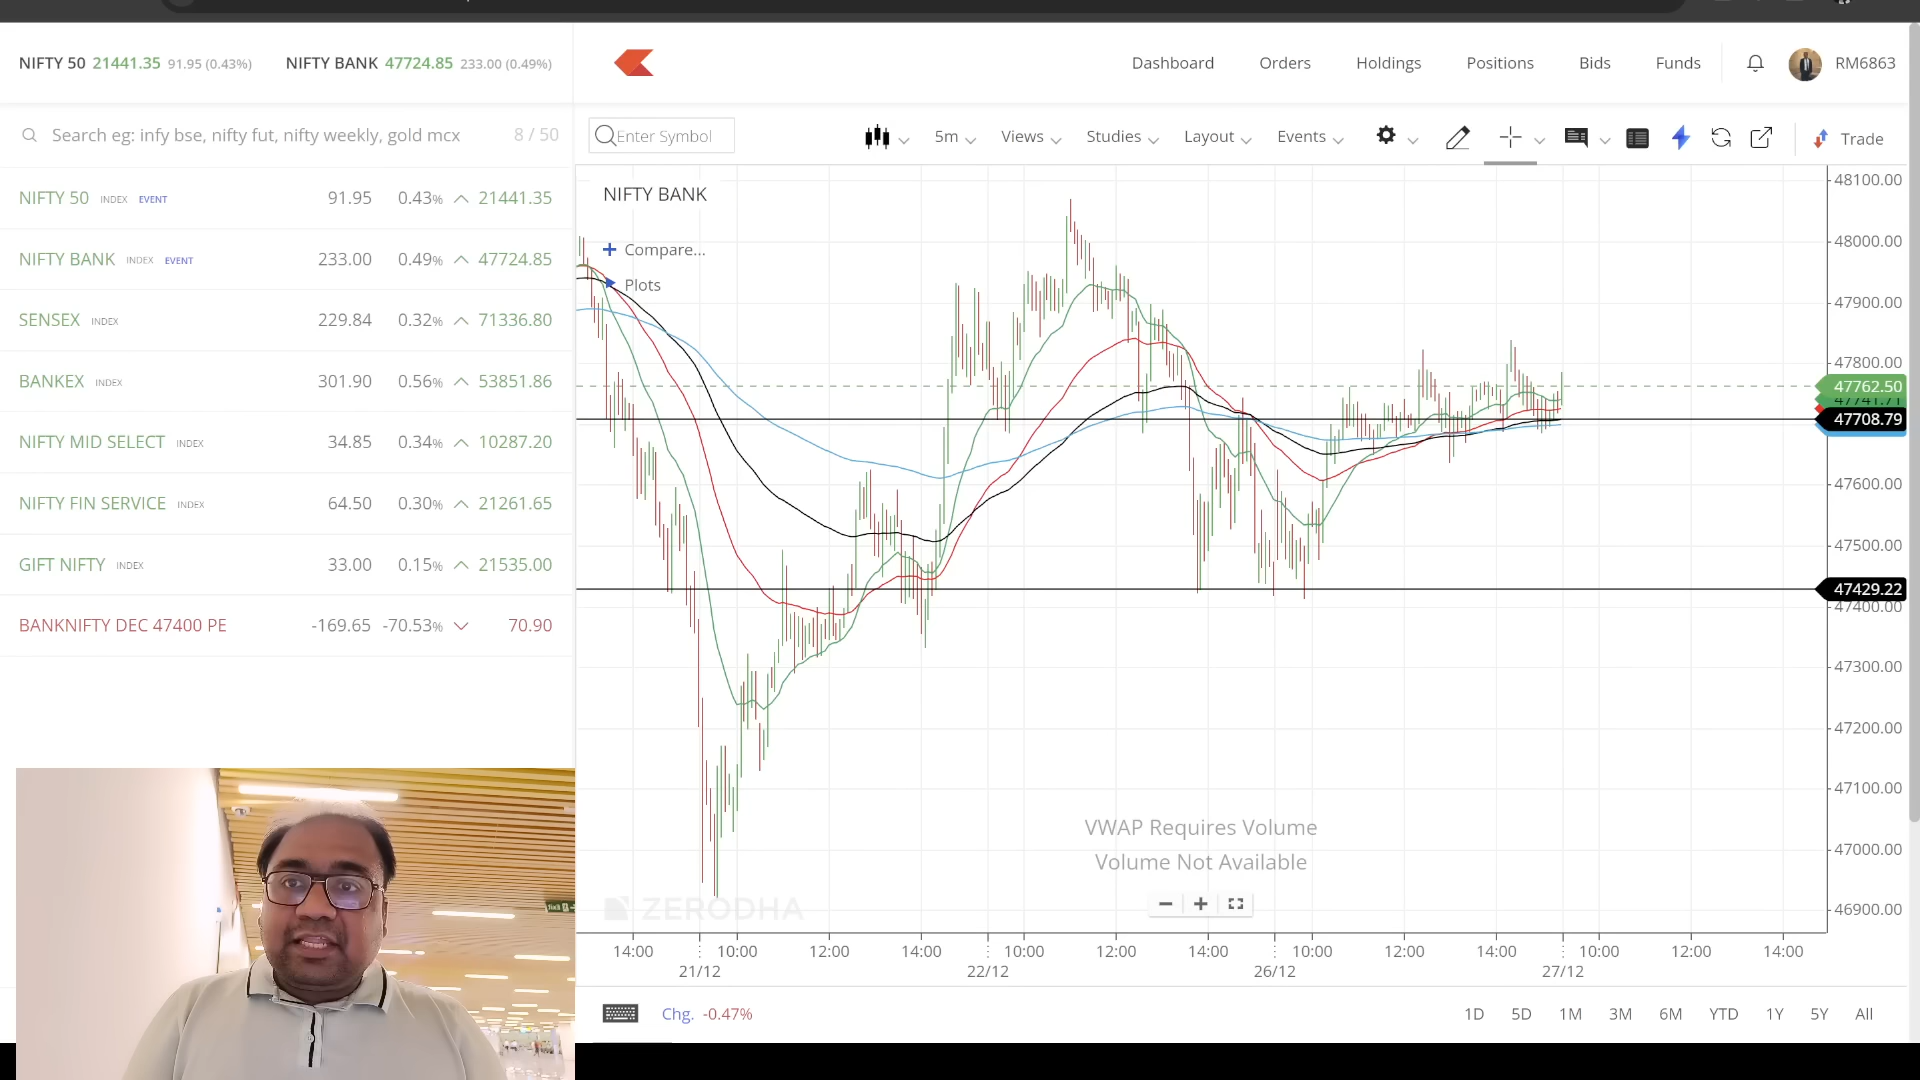 NIFTY 50 21441.35 91.95 (0.43%) NIFTY BANK 47724.85 233.00 (0.49%)
Dashboard Orders Holdings Positions Bids Funds RM6863
Search eg: infy bse, nifty fut, nifty weekly, gold mcx 8 / 50
Enter Symbol 5m Views Studies Layout Events Trade
NIFTY 50 INDEX EVENT 91.95 0.43% 21441.35
NIFTY BANK INDEX EVENT 233.00 0.49% 47724.85
SENSEX INDEX 229.84 0.32% 71336.80
BANKEX INDEX 301.90 0.56% 53851.86
NIFTY MID SELECT INDEX 34.85 0.34% 10287.20
NIFTY FIN SERVICE INDEX 64.50 0.30% 21261.65
GIFT NIFTY INDEX 33.00 0.15% 21535.00
BANKNIFTY DEC 47400 PE -169.65 -70.53% 70.90
NIFTY BANK
Compare...
Plots
48100.00
48000.00
47900.00
47800.00
47762.50
47741.71
47708.79
47600.00
47500.00
47429.22
47400.00
47300.00
47200.00
47100.00
47000.00
46900.00
VWAP Requires Volume
Volume Not Available
ZERODHA
14:00 10:00 12:00 14:00 10:00 12:00 14:00 10:00 12:00 14:00 10:00 12:00 14:00
21/12 22/12 26/12 27/12
Chg. -0.47%
1D 5D 1M 3M 6M YTD 1Y 5Y All